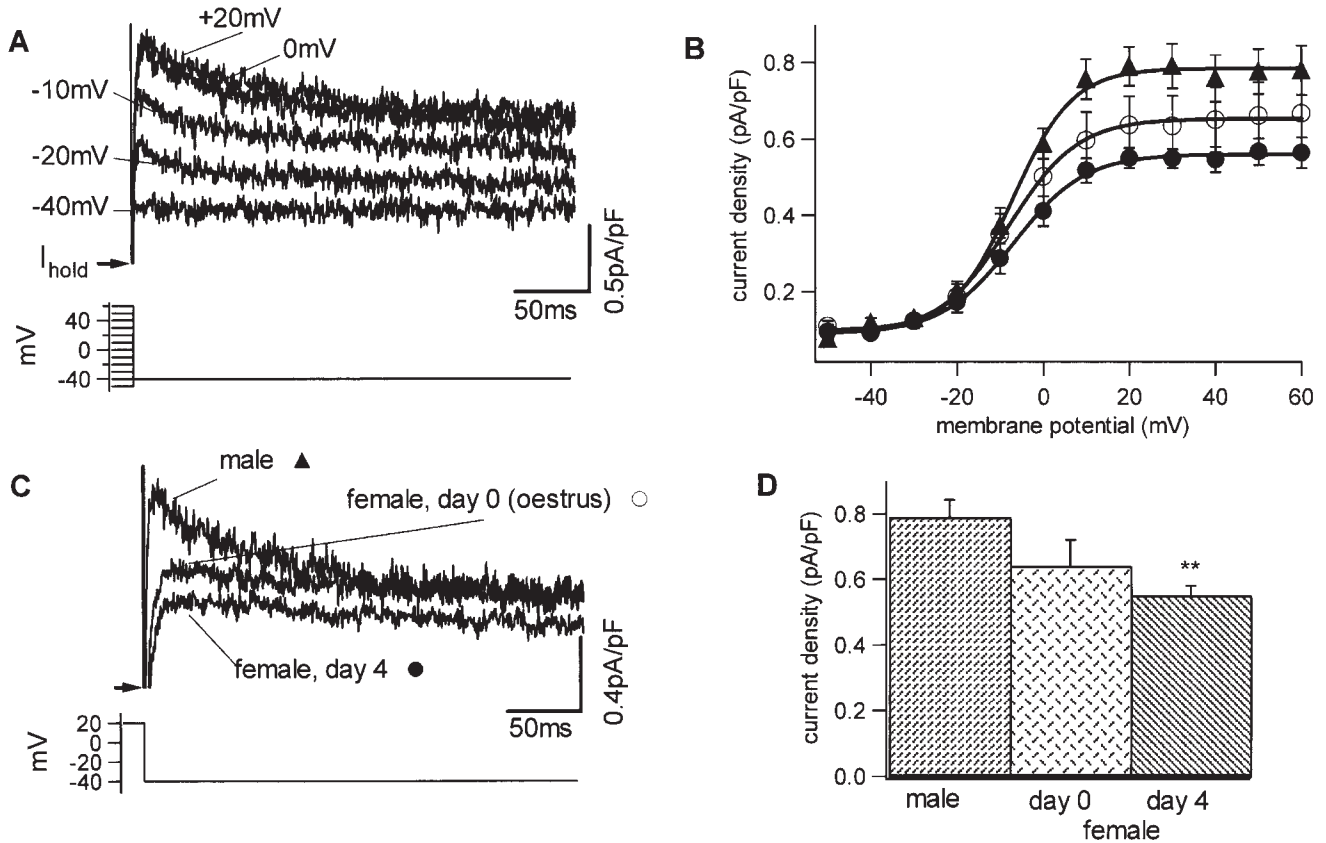 A
+20mV
0mV
-10mV
-20mV
-40mV
Ihold
0.5pA/pF
50ms
mV
40
0
-40
B
current density (pA/pF)
0.8
0.6
0.4
0.2
-40 -20 0 20 40 60
membrane potential (mV)
C
male ▲
female, day 0 (oestrus) ○
female, day 4 ●
0.4pA/pF
50ms
mV
20
0
-20
-40
D
current density (pA/pF)
0.8
0.6
0.4
0.2
0.0
**
male day 0 day 4
female